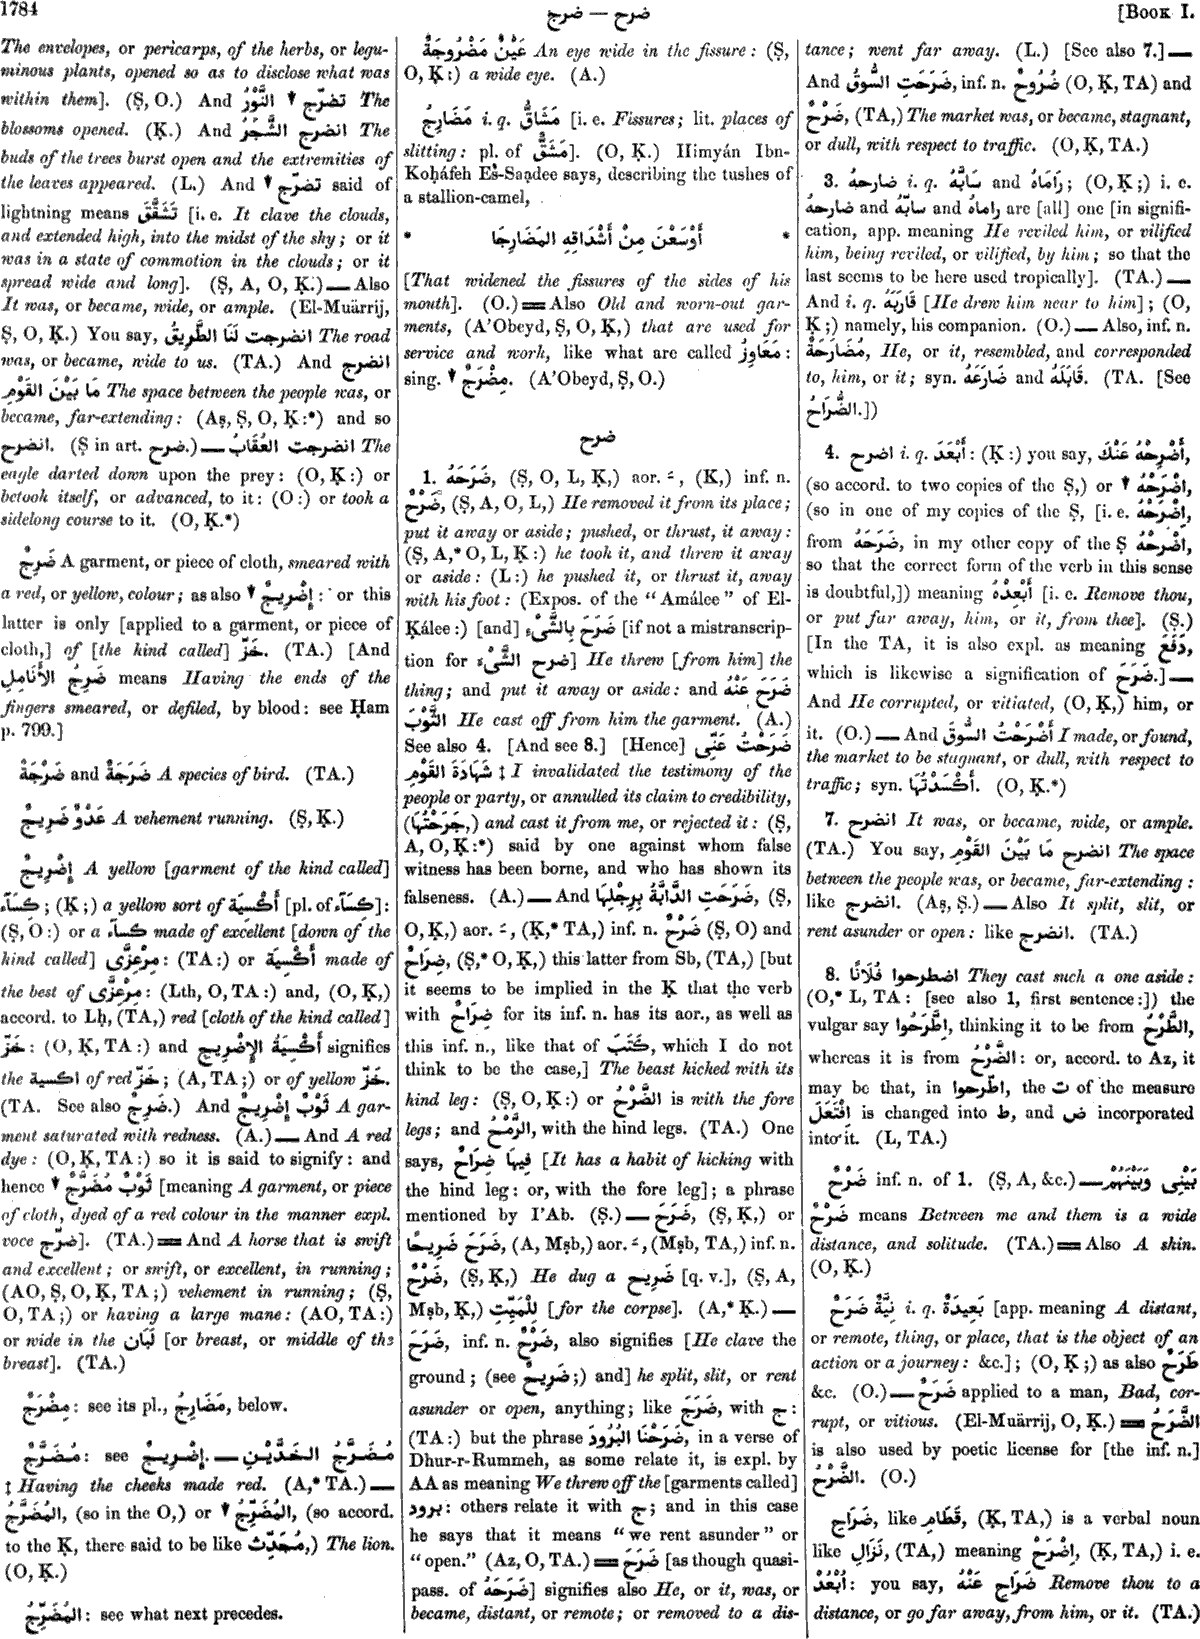 1784
ضرح — ضرج
[Book I.
The envelopes, or pericarps, of the herbs, or legu-
minous plants, opened so as to disclose what was
within them]. (Ṣ, O.) And تضرّج النَّوْرُ The
blossoms opened. (Ḳ.) And انضرج الشَّجَرُ The
buds of the trees burst open and the extremities of
the leaves appeared. (L.) And تضرّج said of
lightning means تَشَقَّقَ [i. e. It clave the clouds,
and extended high, into the midst of the sky; or it
was in a state of commotion in the clouds; or it
spread wide and long]. (Ṣ, A, O, Ḳ.) — Also
It was, or became, wide, or ample. (El-Muärrij,
Ṣ, O, Ḳ.) You say, انضرجت لَنَا الطَّرِيقُ The road
was, or became, wide to us. (TA.) And انضرج
مَا بَيْنَ القَوْمِ The space between the people was, or
became, far-extending: (Aṣ, Ṣ, O, Ḳ:*) and so
انضرح. (Ṣ in art. ضرح.) — انضرجت العُقَابُ The
eagle darted down upon the prey: (O, Ḳ:) or
betook itself, or advanced, to it: (O:) or took a
sidelong course to it. (O, Ḳ.*)
ضَرِجٌ A garment, or piece of cloth, smeared with
a red, or yellow, colour; as also إِضْرِيجٌ: or this
latter is only [applied to a garment, or piece of
cloth,] of [the kind called] خَزّ. (TA.) [And
ضَرِجُ الأَنَامِلِ means Having the ends of the
fingers smeared, or defiled, by blood: see Ḥam
p. 799.]
ضَرْجَةٌ and ضَرَجَةٌ A species of bird. (TA.)
عَدْوٌ ضَرِيجٌ A vehement running. (Ṣ, Ḳ.)
إِضْرِيجٌ A yellow [garment of the kind called]
كِسَآء; (Ḳ;) a yellow sort of أَكْسِيَة [pl. of كِسَآء]:
(Ṣ, O:) or a كسآء made of excellent [down of the
kind called] مِرْعِزَّى: (TA:) or أَكْسِيَة made of
the best of مِرْعِزَّى: (Lth, O, TA:) and, (O, Ḳ,)
accord. to Lḥ, (TA,) red [cloth of the kind called]
خَزّ: (O, Ḳ, TA:) and أَكْسِيَةُ الإِضْرِيجِ signifies
the اكسية of red خَزّ; (A, TA;) or of yellow خَزّ.
(TA. See also ضَرِجٌ.) And ثَوْبٌ إِضْرِيجٌ A gar-
ment saturated with redness. (A.) — And A red
dye: (O, Ḳ, TA:) so it is said to signify: and
hence ثَوْبٌ مُضَرَّجٌ [meaning A garment, or piece
of cloth, dyed of a red colour in the manner expl.
voce ضرّج]. (TA.) = And A horse that is swift
and excellent; or swift, or excellent, in running;
(AO, Ṣ, O, Ḳ, TA;) vehement in running; (Ṣ,
O, TA;) or having a large mane: (AO, TA:)
or wide in the لَبَان [or breast, or middle of the
breast]. (TA.)
مِضْرَجٌ: see its pl., مَضَارِجُ, below.
مُضَرَّجٌ: see إِضْرِيجٌ. — مُضَرَّجُ الخَدَّيْنِ
‡ Having the cheeks made red. (A,* TA.) —
المُضَرَّجُ, (so in the O,) or المُضَرِّجُ, (so accord.
to the Ḳ, there said to be like مُحَدِّث,) The lion.
(O, Ḳ.)
المُضَرِّجُ: see what next precedes.
عَيْنٌ مَضْرُوجَةٌ An eye wide in the fissure: (Ṣ,
O, Ḳ:) a wide eye. (A.)
مَضَارِجُ i. q. مَشَاقُّ [i. e. Fissures; lit. places of
slitting: pl. of مَشَقٌّ]. (O, Ḳ.) Himyán Ibn-
Koḥáfeh Es-Saạdee says, describing the tushes of
a stallion-camel,
* أَوْسَعْنَ مِنْ أَشْدَاقِهِ المَضَارِجَا *
[That widened the fissures of the sides of his
mouth]. (O.) = Also Old and worn-out gar-
ments, (A'Obeyd, Ṣ, O, Ḳ,) that are used for
service and work, like what are called مَعَاوِزُ:
sing. مِضْرَجٌ. (A'Obeyd, Ṣ, O.)
ضرح
1. ضَرَحَهُ, (Ṣ, O, L, Ḳ,) aor. ـَ, (Ḳ,) inf. n.
ضَرْحٌ, (Ṣ, A, O, L,) He removed it from its place;
put it away or aside; pushed, or thrust, it away:
(Ṣ, A,* O, L, Ḳ:) he took it, and threw it away
or aside: (L:) he pushed it, or thrust it, away
with his foot: (Expos. of the “Amálee” of El-
Ḳálee:) [and] ضَرَحَ بِالشَّىْءِ [if not a mistranscrip-
tion for ضرح الشَّىْءَ] He threw [from him] the
thing; and put it away or aside: and ضَرَحَ عَنْهُ
الثَّوْبَ He cast off from him the garment. (A.)
See also 4. [And see 8.] [Hence] ضَرَحْتُ عَنِّى
شَهَادَةَ القَوْمِ ‡ I invalidated the testimony of the
people or party, or annulled its claim to credibility,
(جَرَحْتُهَا,) and cast it from me, or rejected it: (Ṣ,
A, O, Ḳ:*) said by one against whom false
witness has been borne, and who has shown its
falseness. (A.) — And ضَرَحَتِ الدَّابَّةُ بِرِجْلِهَا, (Ṣ,
O, Ḳ,) aor. ـَ, (Ḳ,* TA,) inf. n. ضَرْحٌ (Ṣ, O) and
ضِرَاحٌ, (Ṣ,* O, Ḳ,) this latter from Sb, (TA,) [but
it seems to be implied in the Ḳ that the verb
with ضِرَاحٌ for its inf. n. has its aor., as well as
this inf. n., like that of كَتَبَ, which I do not
think to be the case,] The beast kicked with its
hind leg: (Ṣ, O, Ḳ:) or الضَّرْحُ is with the fore
legs; and الرَّمْحُ, with the hind legs. (TA.) One
says, فِيهَا ضِرَاحٌ [It has a habit of kicking with
the hind leg: or, with the fore leg]; a phrase
mentioned by I'Ab. (Ṣ.) — ضَرَحَ, (Ṣ, Ḳ,) or
ضَرَحَ ضَرِيحًا, (A, Mṣb,) aor. ـَ, (Mṣb, TA,) inf. n.
ضَرْحٌ, (Ṣ, Ḳ,) He dug a ضَرِيح [q. v.], (Ṣ, A,
Mṣb, Ḳ,) لِلْمَيِّتِ [for the corpse]. (A,* Ḳ.) —
ضَرَحَ, inf. n. ضَرْحٌ, also signifies [He clave the
ground; (see ضَرِيحٌ;) and] he split, slit, or rent
asunder or open, anything; like ضَرَجَ, with ج:
(TA:) but the phrase ضَرَحْنَا البُرُودَ, in a verse of
Dhur-r-Rummeh, as some relate it, is expl. by
AA as meaning We threw off the [garments called]
برود: others relate it with ج; and in this case
he says that it means “we rent asunder” or
“open.” (Az, O, TA.) = ضَرَحَ [as though quasi-
pass. of ضَرَحَهُ] signifies also He, or it, was, or
became, distant, or remote; or removed to a dis-
tance; went far away. (L.) [See also 7.] —
And ضَرَحَتِ السُّوقُ, inf. n. ضُرُوحٌ (O, Ḳ, TA) and
ضَرْحٌ, (TA,) The market was, or became, stagnant,
or dull, with respect to traffic. (O, Ḳ, TA.)
3. ضارحهُ i. q. سَابَّهُ and رَامَاهُ; (O, Ḳ;) i. e.
ضارحهُ and سابّهُ and راماهُ are [all] one [in signifi-
cation, app. meaning He reviled him, or vilified
him, being reviled, or vilified, by him; so that the
last seems to be here used tropically]. (TA.) —
And i. q. قَارَبَهُ [He drew him near to him]; (O,
Ḳ;) namely, his companion. (O.) — Also, inf. n.
مُضَارَحَةٌ, He, or it, resembled, and corresponded
to, him, or it; syn. ضَارَعَهُ and قَابَلَهُ. (TA. [See
الضُّرَاحُ.])
4. اضرح i. q. أَبْعَدَ: (Ḳ:) you say, أَضْرِحْهُ عَنْكَ,
(so accord. to two copies of the Ṣ,) or اضْرَحْهُ
(so in one of my copies of the Ṣ, [i. e. اِضْرَحْهُ,
from ضَرَحَهُ, in my other copy of the Ṣ اضْرحْهُ
so that the correct form of the verb in this sense
is doubtful,]) meaning أَبْعِدْهُ [i. e. Remove thou,
or put far away, him, or it, from thee]. (Ṣ.)
[In the TA, it is also expl. as meaning دَفَعَ,
which is likewise a signification of ضَرَحَ.] —
And He corrupted, or vitiated, (O, Ḳ,) him, or
it. (O.) — And أَضْرَحْتُ السُّوقَ I made, or found,
the market to be stagnant, or dull, with respect to
traffic; syn. أَكْسَدْتُهَا. (O, Ḳ.*)
7. انضرح It was, or became, wide, or ample.
(TA.) You say, انضرح مَا بَيْنَ القَوْمِ The space
between the people was, or became, far-extending:
like انضرج. (Aṣ, Ṣ.) — Also It split, slit, or
rent asunder or open: like انضرج. (TA.)
8. اضطرحوا فُلَانًا They cast such a one aside:
(O,* L, TA: [see also 1, first sentence:]) the
vulgar say اِطَّرَحُوا, thinking it to be from الطَّرْحُ,
whereas it is from الضَّرْحُ: or, accord. to Az, it
may be that, in اطّرحوا, the ت of the measure
اِفْتَعَلَ is changed into ط, and ض incorporated
into it. (L, TA.)
ضَرْحٌ inf. n. of 1. (Ṣ, A, &c.) — بَيْنِى وَبَيْنَهُمْ
ضَرْحٌ means Between me and them is a wide
distance, and solitude. (TA.) = Also A skin.
(O, Ḳ.)
نِيَّةٌ ضَرَحٌ i. q. بَعِيدَةٌ [app. meaning A distant,
or remote, thing, or place, that is the object of an
action or a journey: &c.]; (O, Ḳ;) as also طَرَحٌ
&c. (O.) — ضَرَحٌ applied to a man, Bad, cor-
rupt, or vitious. (El-Muärrij, O, Ḳ.) = الضَّرَحُ
is also used by poetic license for [the inf. n.]
الضَّرْحُ. (O.)
ضَرَاحِ, like قَطَامِ, (Ḳ, TA,) is a verbal noun
like نَزَالِ, (TA,) meaning اِضْرَحْ, (Ḳ, TA,) i. e.
اُبْعُدْ: you say, ضَرَاحِ عَنْهُ Remove thou to a
distance, or go far away, from him, or it. (TA.)